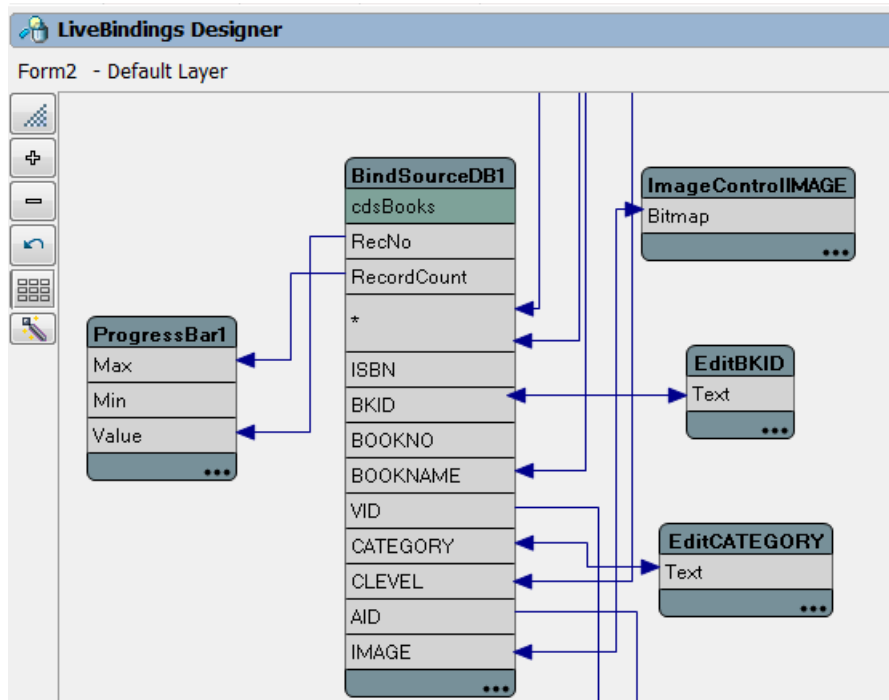 LiveBindings Designer
Form2 - Default Layer
BindSourceDB1
cdsBooks
RecNo
RecordCount
*
ISBN
BKID
BOOKNO
BOOKNAME
VID
CATEGORY
CLEVEL
AID
IMAGE
ProgressBar1
Max
Min
Value
ImageControlIMAGE
Bitmap
EditBKID
Text
EditCATEGORY
Text